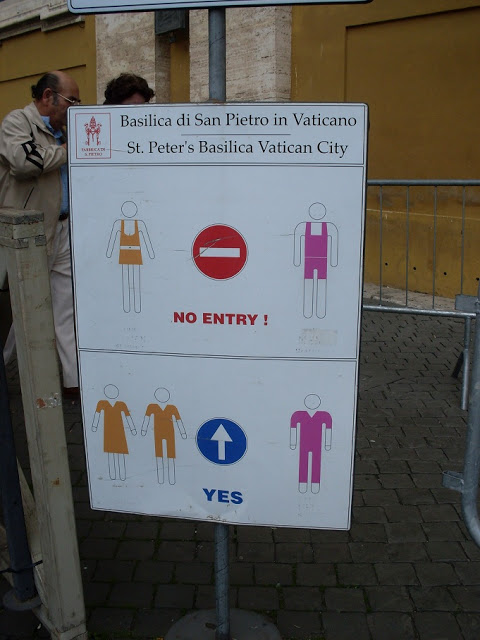 Basilica di San Pietro in Vaticano
St. Peter's Basilica Vatican City
NO ENTRY !
YES